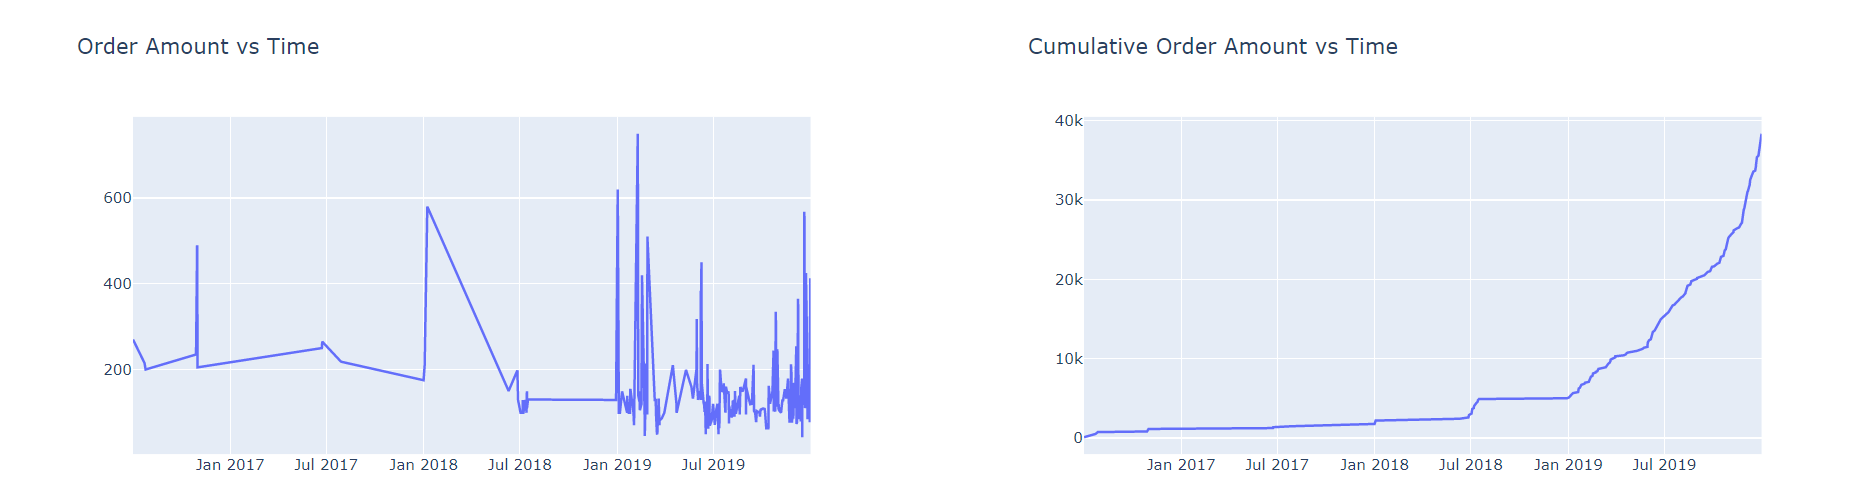 Order Amount vs Time
600
400
200
Jan 2017 Jul 2017 Jan 2018 Jul 2018 Jan 2019 Jul 2019
Cumulative Order Amount vs Time
40k
30k
20k
10k
0
Jan 2017 Jul 2017 Jan 2018 Jul 2018 Jan 2019 Jul 2019